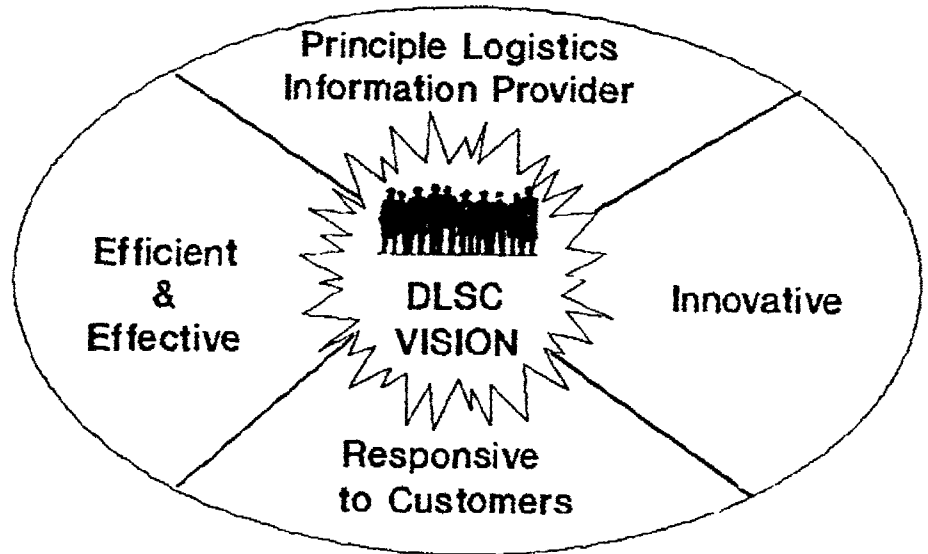 Principle Logistics
Information Provider
Efficient
&
Effective
DLSC
VISION
Innovative
Responsive
to Customers